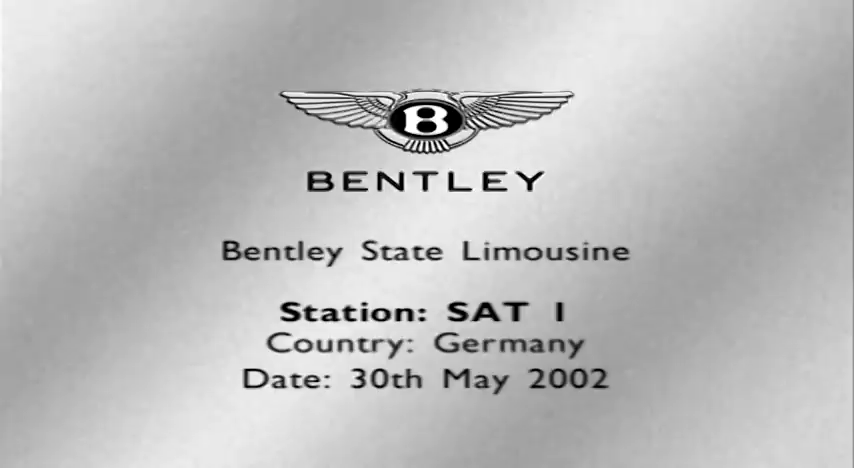 B
BENTLEY
Bentley State Limousine
Station: SAT 1
Country: Germany
Date: 30th May 2002